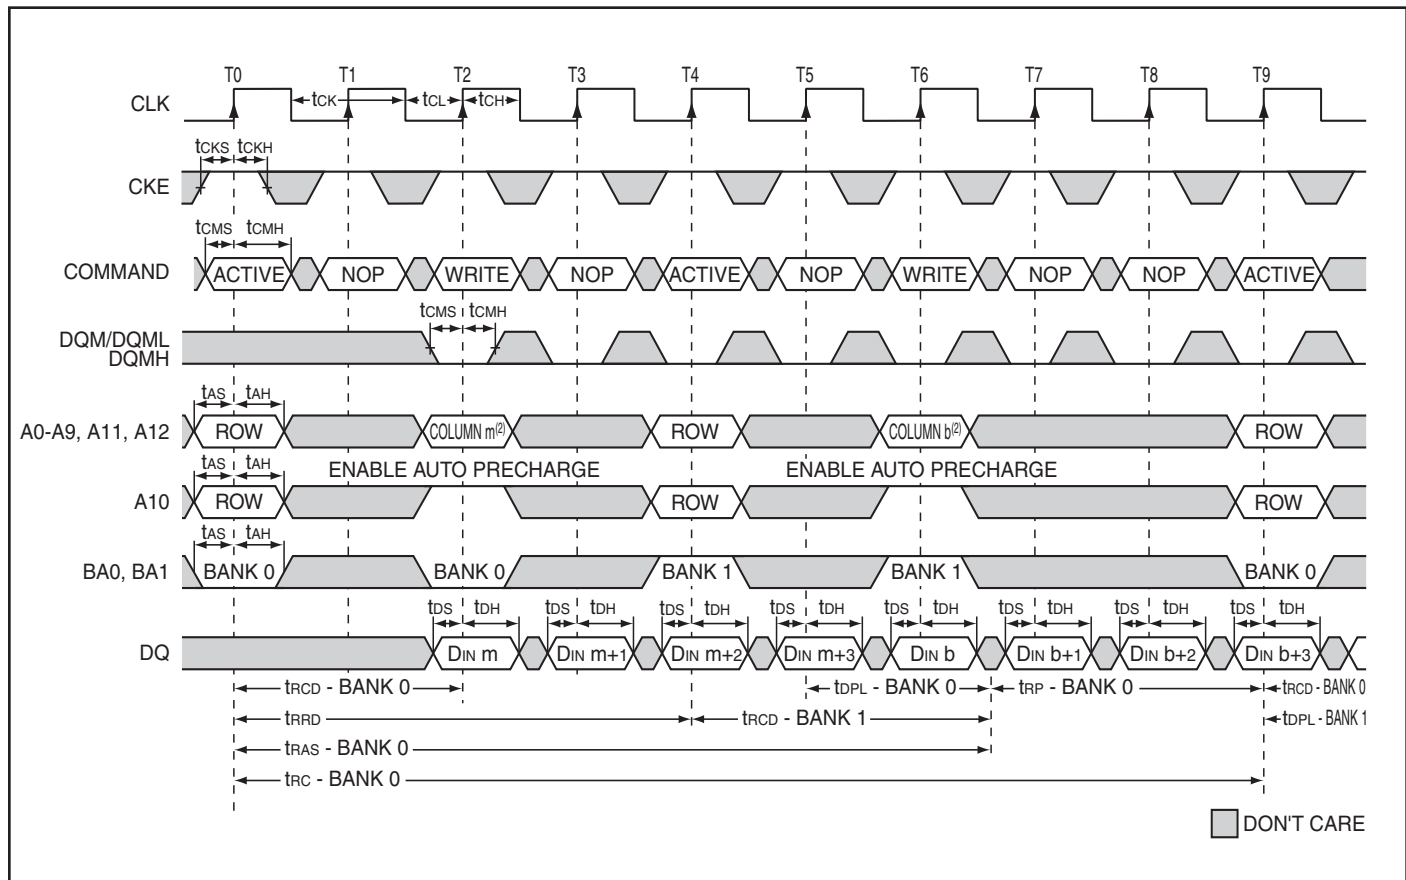 T0 T1 T2 T3 T4 T5 T6 T7 T8 T9
CLK tCK tCL tCH
tCKS tCKH
CKE
tCMS tCMH
COMMAND ACTIVE NOP WRITE NOP ACTIVE NOP WRITE NOP NOP ACTIVE
tCMS tCMH
DQM/DQML
DQMH
tAS tAH
A0-A9, A11, A12 ROW COLUMN m(2) ROW COLUMN b(2) ROW
tAS tAH ENABLE AUTO PRECHARGE ENABLE AUTO PRECHARGE
A10 ROW ROW ROW
tAS tAH
BA0, BA1 BANK 0 BANK 0 BANK 1 BANK 1 BANK 0
tDS tDH tDS tDH tDS tDH tDS tDH tDS tDH tDS tDH tDS tDH tDS tDH
DQ DIN m DIN m+1 DIN m+2 DIN m+3 DIN b DIN b+1 DIN b+2 DIN b+3
tRCD - BANK 0 tDPL - BANK 0 tRP - BANK 0 tRCD - BANK 0
tRRD tRCD - BANK 1 tDPL - BANK 1
tRAS - BANK 0
tRC - BANK 0
DON'T CARE